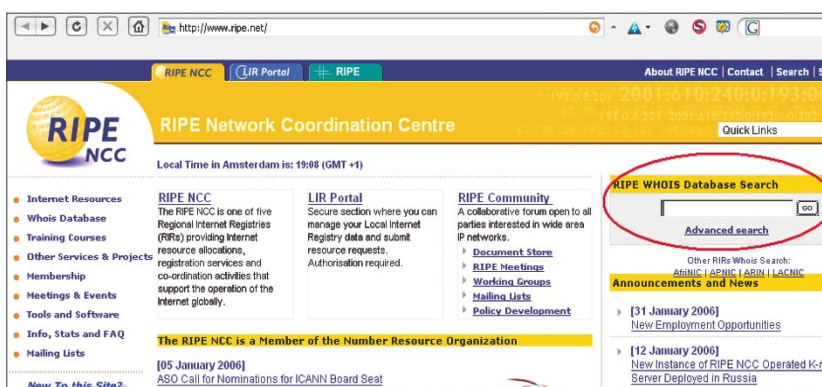 http://www.ripe.net/
RIPE NCC
LIR Portal
RIPE
About RIPE NCC | Contact | Search |
RIPE
NCC
RIPE Network Coordination Centre
Quick Links
Local Time in Amsterdam is: 19:08 (GMT +1)
Internet Resources
Whois Database
Training Courses
Other Services & Projects
Membership
Meetings & Events
Tools and Software
Info, Stats and FAQ
Mailing Lists
New To this Site?
RIPE NCC
The RIPE NCC is one of five
Regional Internet Registries
(RIRs) providing Internet
resource allocations,
registration services and
co-ordination activities that
support the operation of the
Internet globally.
LIR Portal
Secure section where you can
manage your Local Internet
Registry data and submit
resource requests.
Authorisation required.
RIPE Community
A collaborative forum open to all
parties interested in wide area
IP networks.
Document Store
RIPE Meetings
Working Groups
Mailing Lists
Policy Development
The RIPE NCC is a Member of the Number Resource Organization
[05 January 2006]
ASO Call for Nominations for ICANN Board Seat
RIPE WHOIS Database Search
GO
Advanced search
Other RIRs Whois Search:
AfriNIC | APNIC | ARIN | LACNIC
Announcements and News
[31 January 2006]
New Employment Opportunities
[12 January 2006]
New Instance of RIPE NCC Operated K-r
Server Deployed in Russia